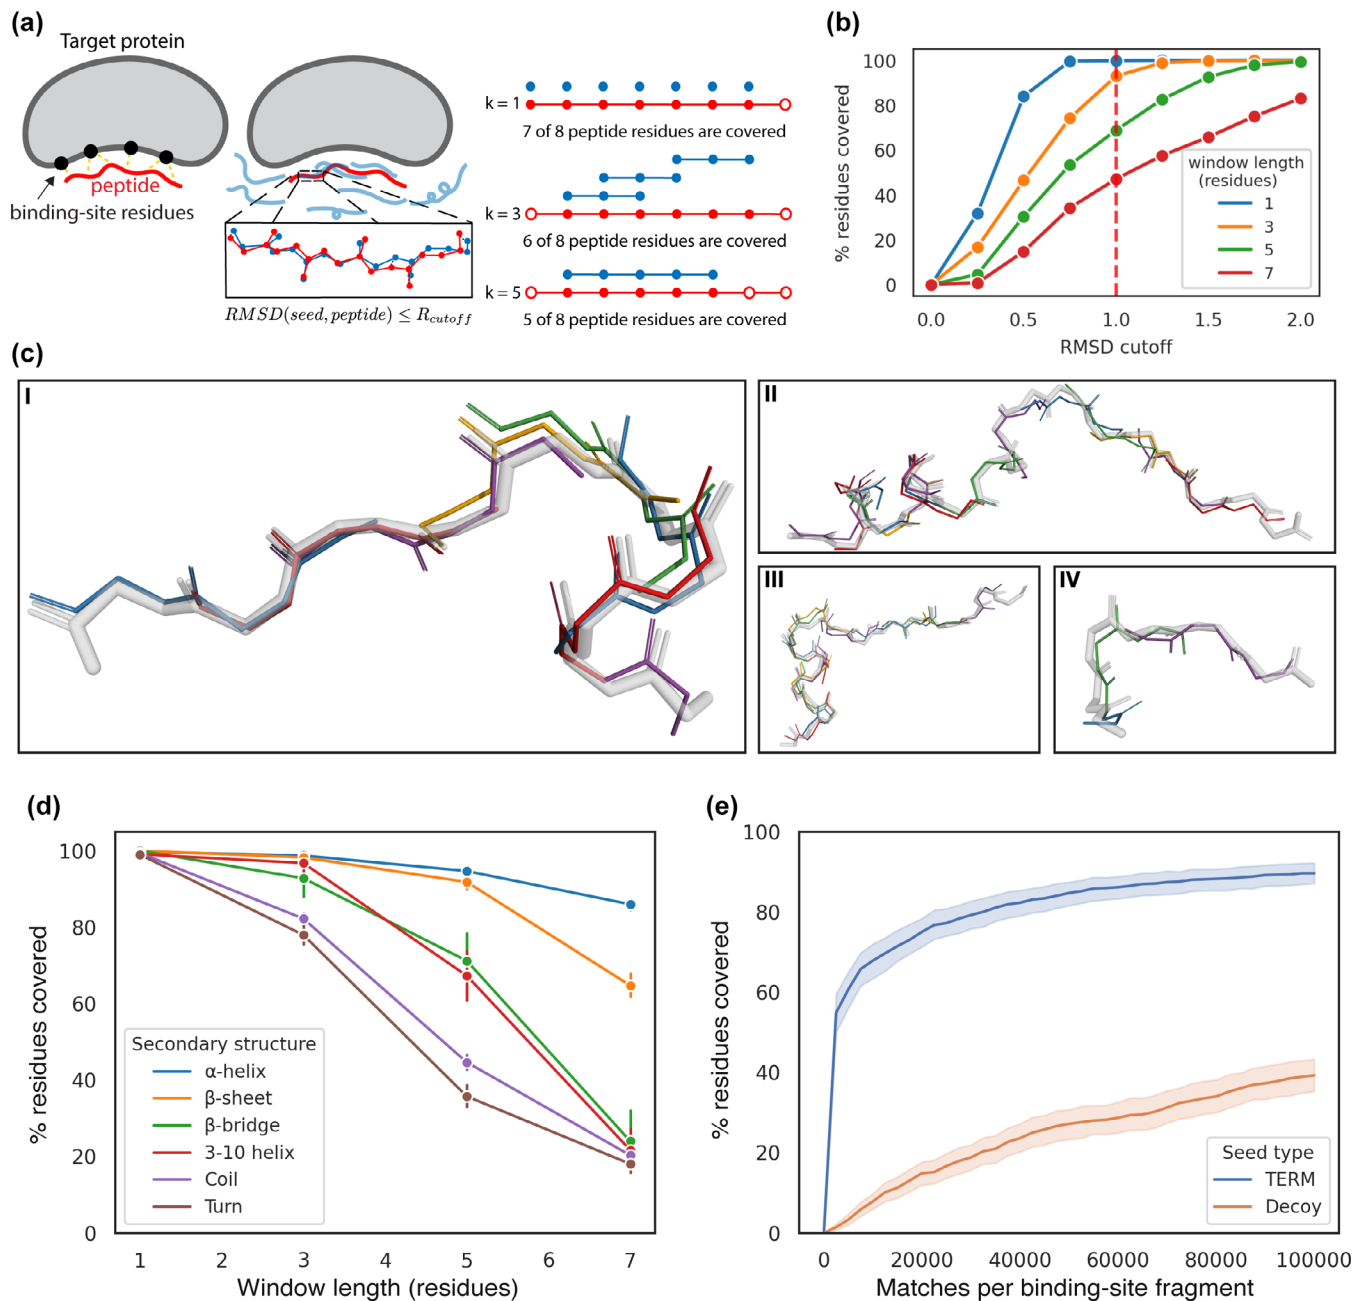 (a)
Target protein
peptide
binding-site residues
RMSD(seed, peptide) ≤ Rcutoff
k = 1
7 of 8 peptide residues are covered
k = 3
6 of 8 peptide residues are covered
k = 5
5 of 8 peptide residues are covered
(b)
% residues covered
100
80
60
40
20
0
0.0 0.5 1.0 1.5 2.0
RMSD cutoff
window length
(residues)
1
3
5
7
(c)
I
II
III
IV
(d)
% residues covered
100
80
60
40
20
0
1 2 3 4 5 6 7
Window length (residues)
Secondary structure
α-helix
β-sheet
β-bridge
3-10 helix
Coil
Turn
(e)
% residues covered
100
80
60
40
20
0
0 20000 40000 60000 80000 100000
Matches per binding-site fragment
Seed type
TERM
Decoy